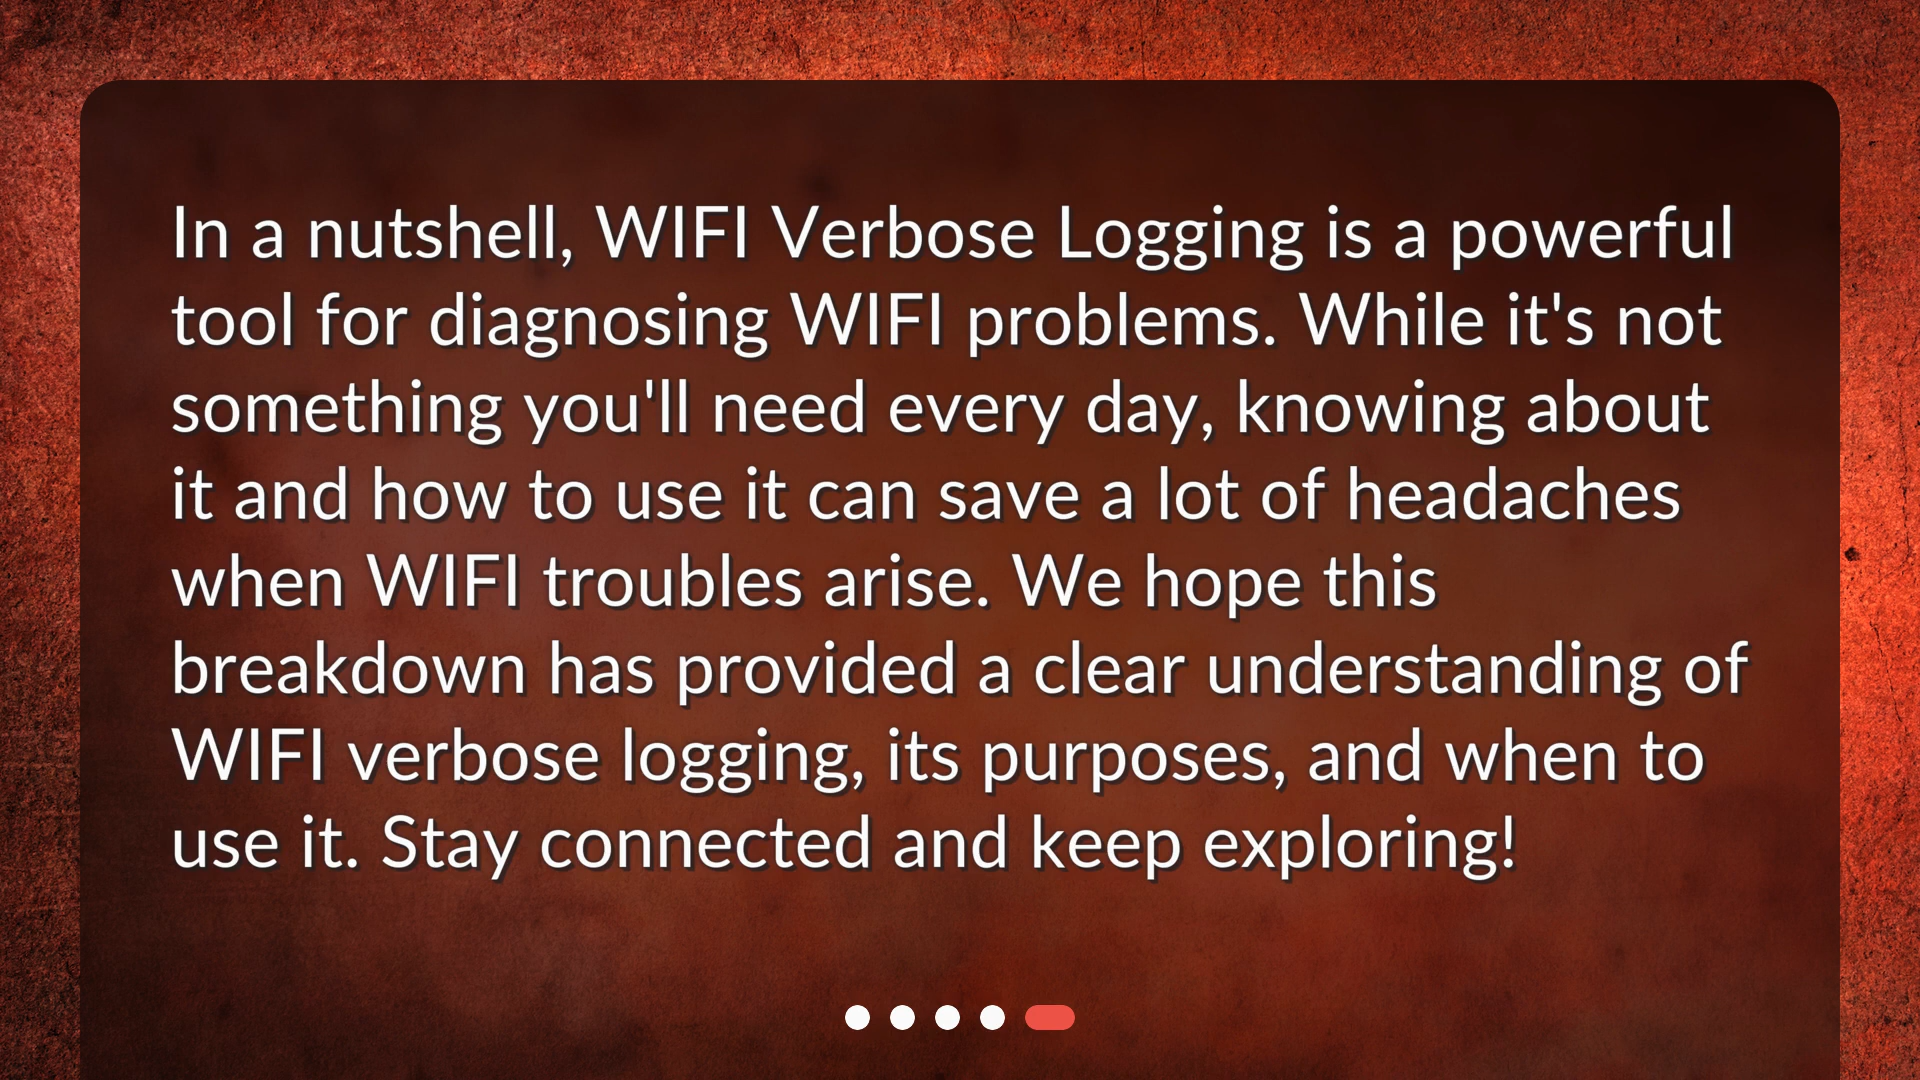 In a nutshell, WIFI Verbose Logging is a powerful
tool for diagnosing WIFI problems. While it's not
something you'll need every day, knowing about
it and how to use it can save a lot of headaches
when WIFI troubles arise. We hope this
breakdown has provided a clear understanding of
WIFI verbose logging, its purposes, and when to
use it. Stay connected and keep exploring!